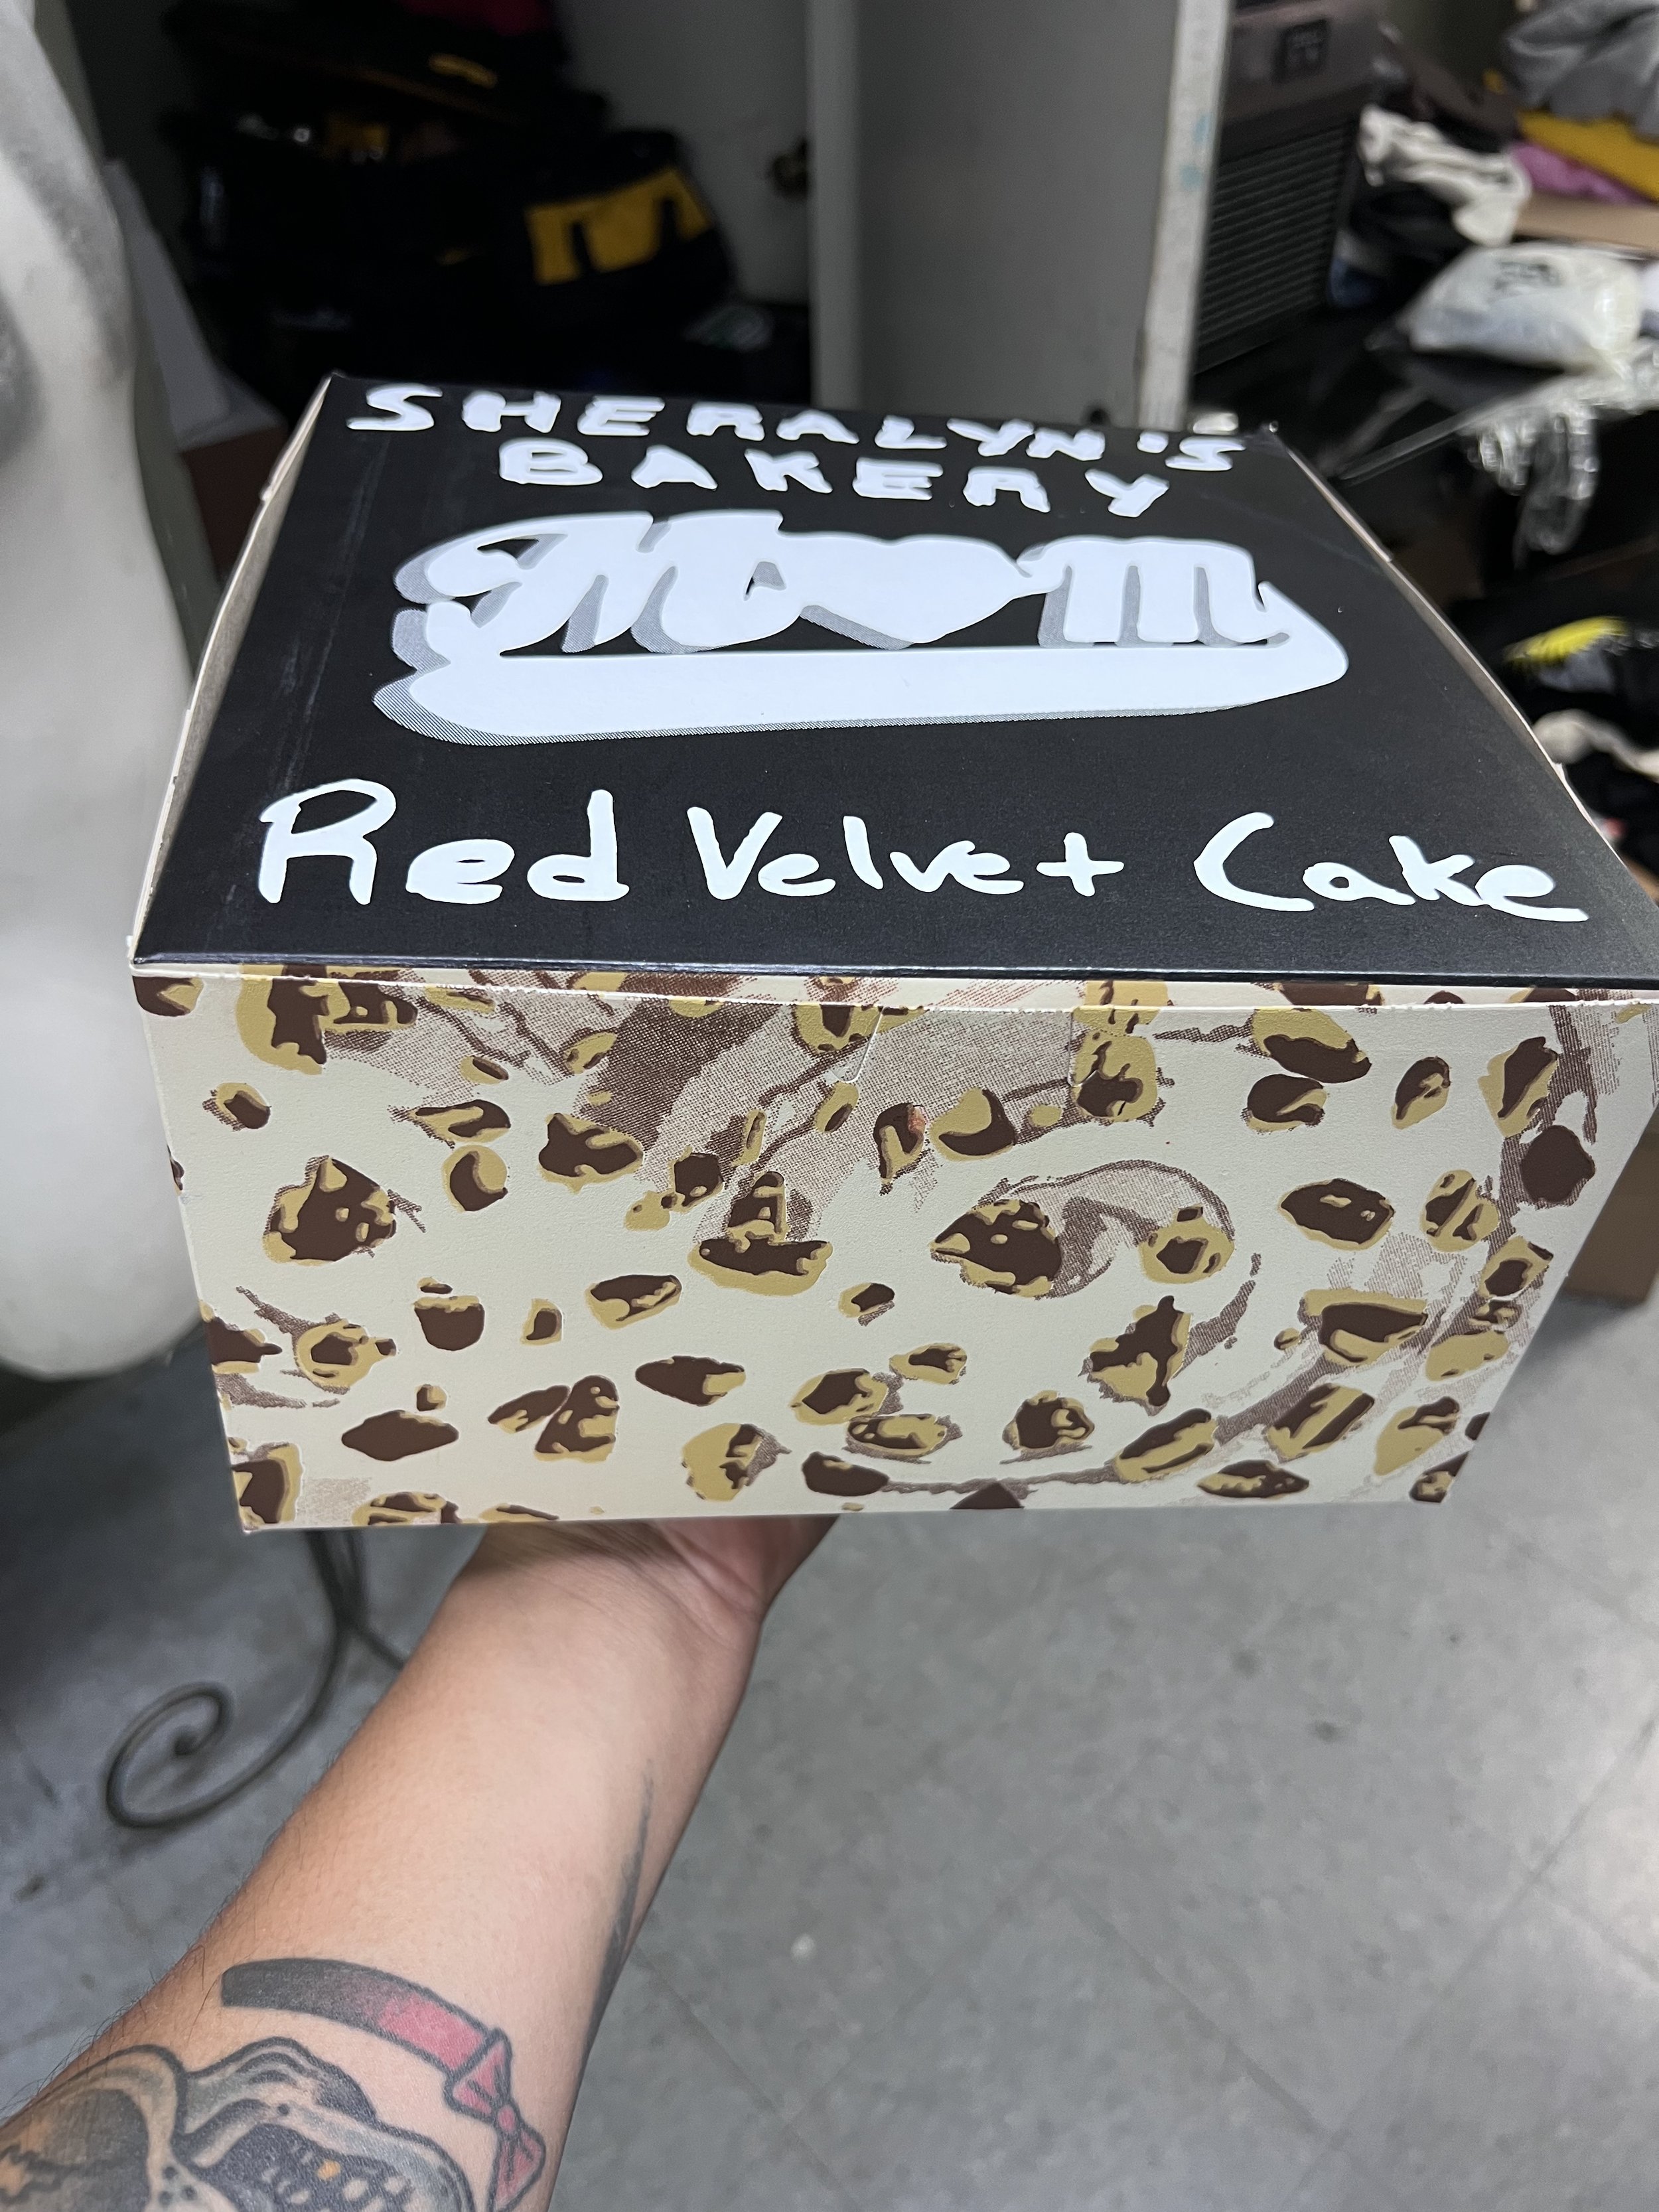 SHERALYN'S
BAKERY
Mom
Red Velvet Cake